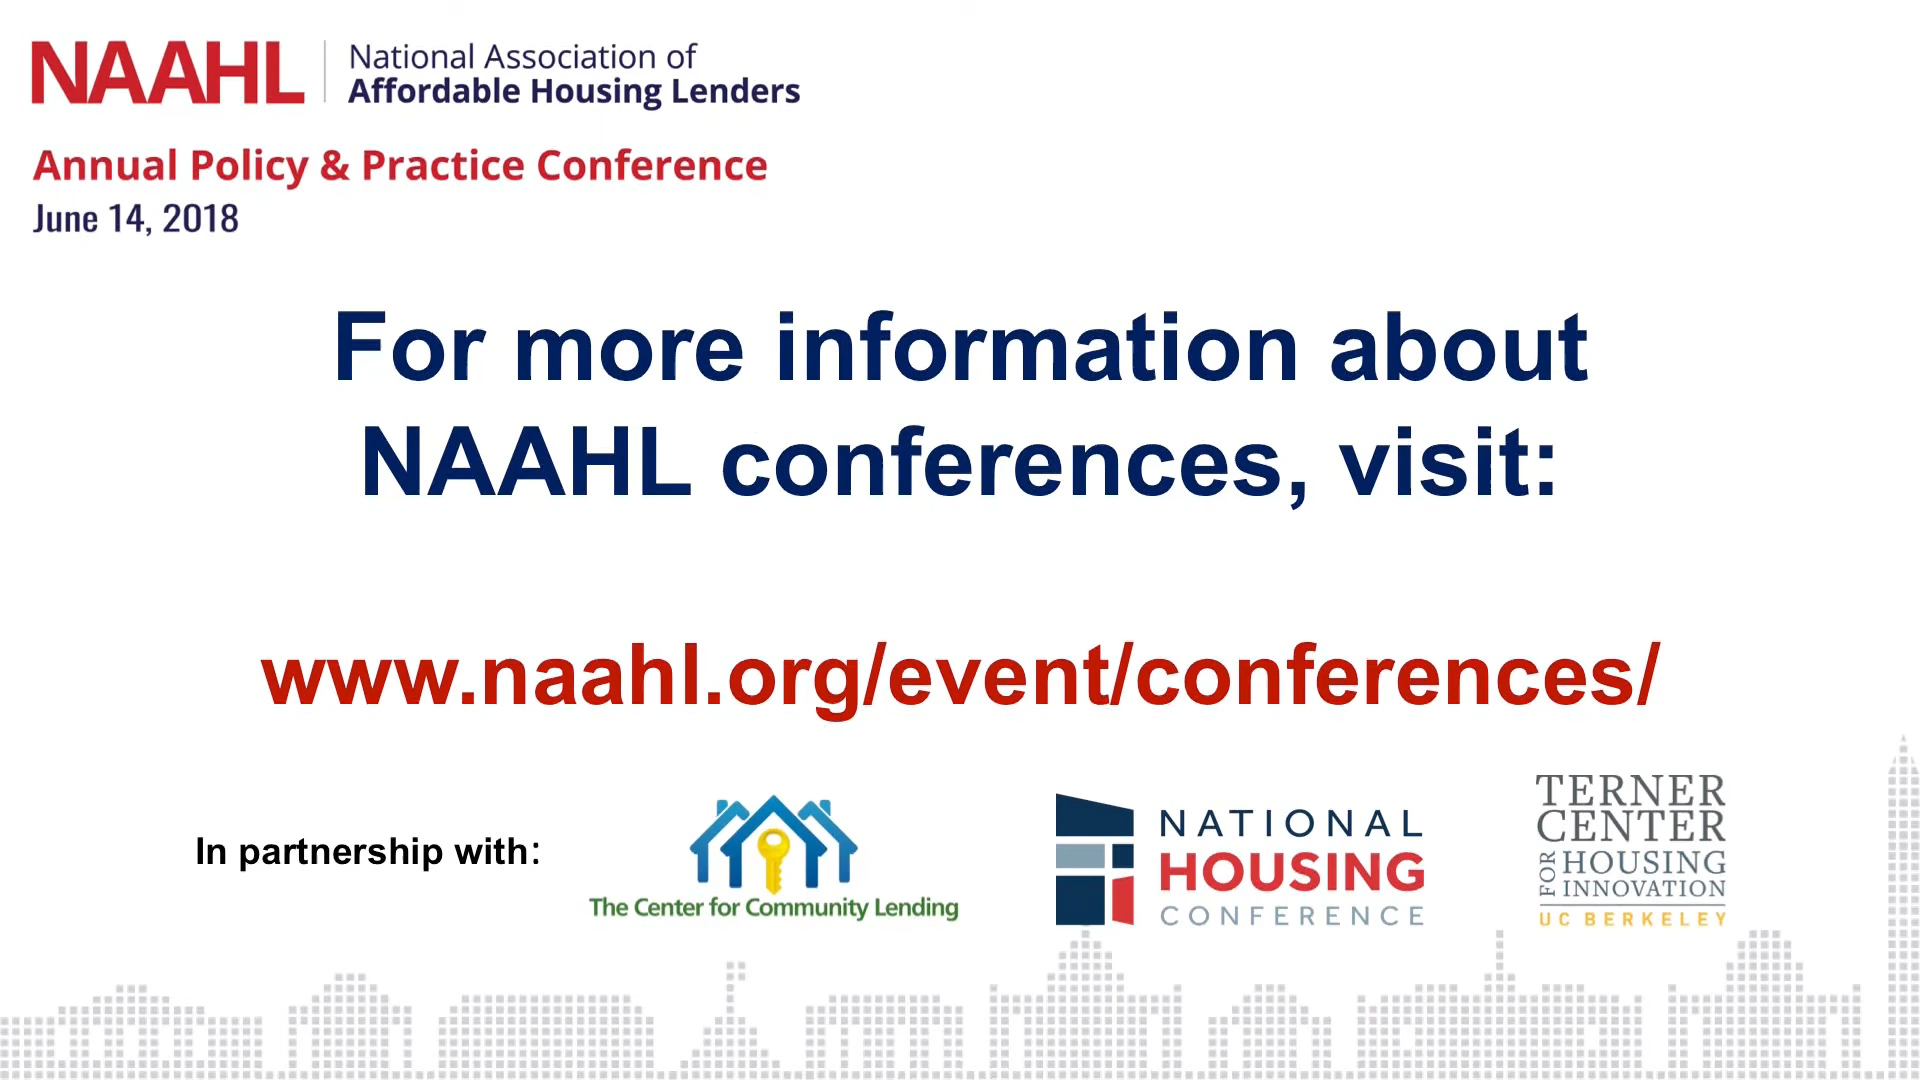 NAAHL
National Association of
Affordable Housing Lenders
Annual Policy & Practice Conference
June 14, 2018
For more information about
NAAHL conferences, visit:
www.naahl.org/event/conferences/
In partnership with:
The Center for Community Lending
NATIONAL
HOUSING
CONFERENCE
TERNER
CENTER
FOR HOUSING
INNOVATION
UC BERKELEY